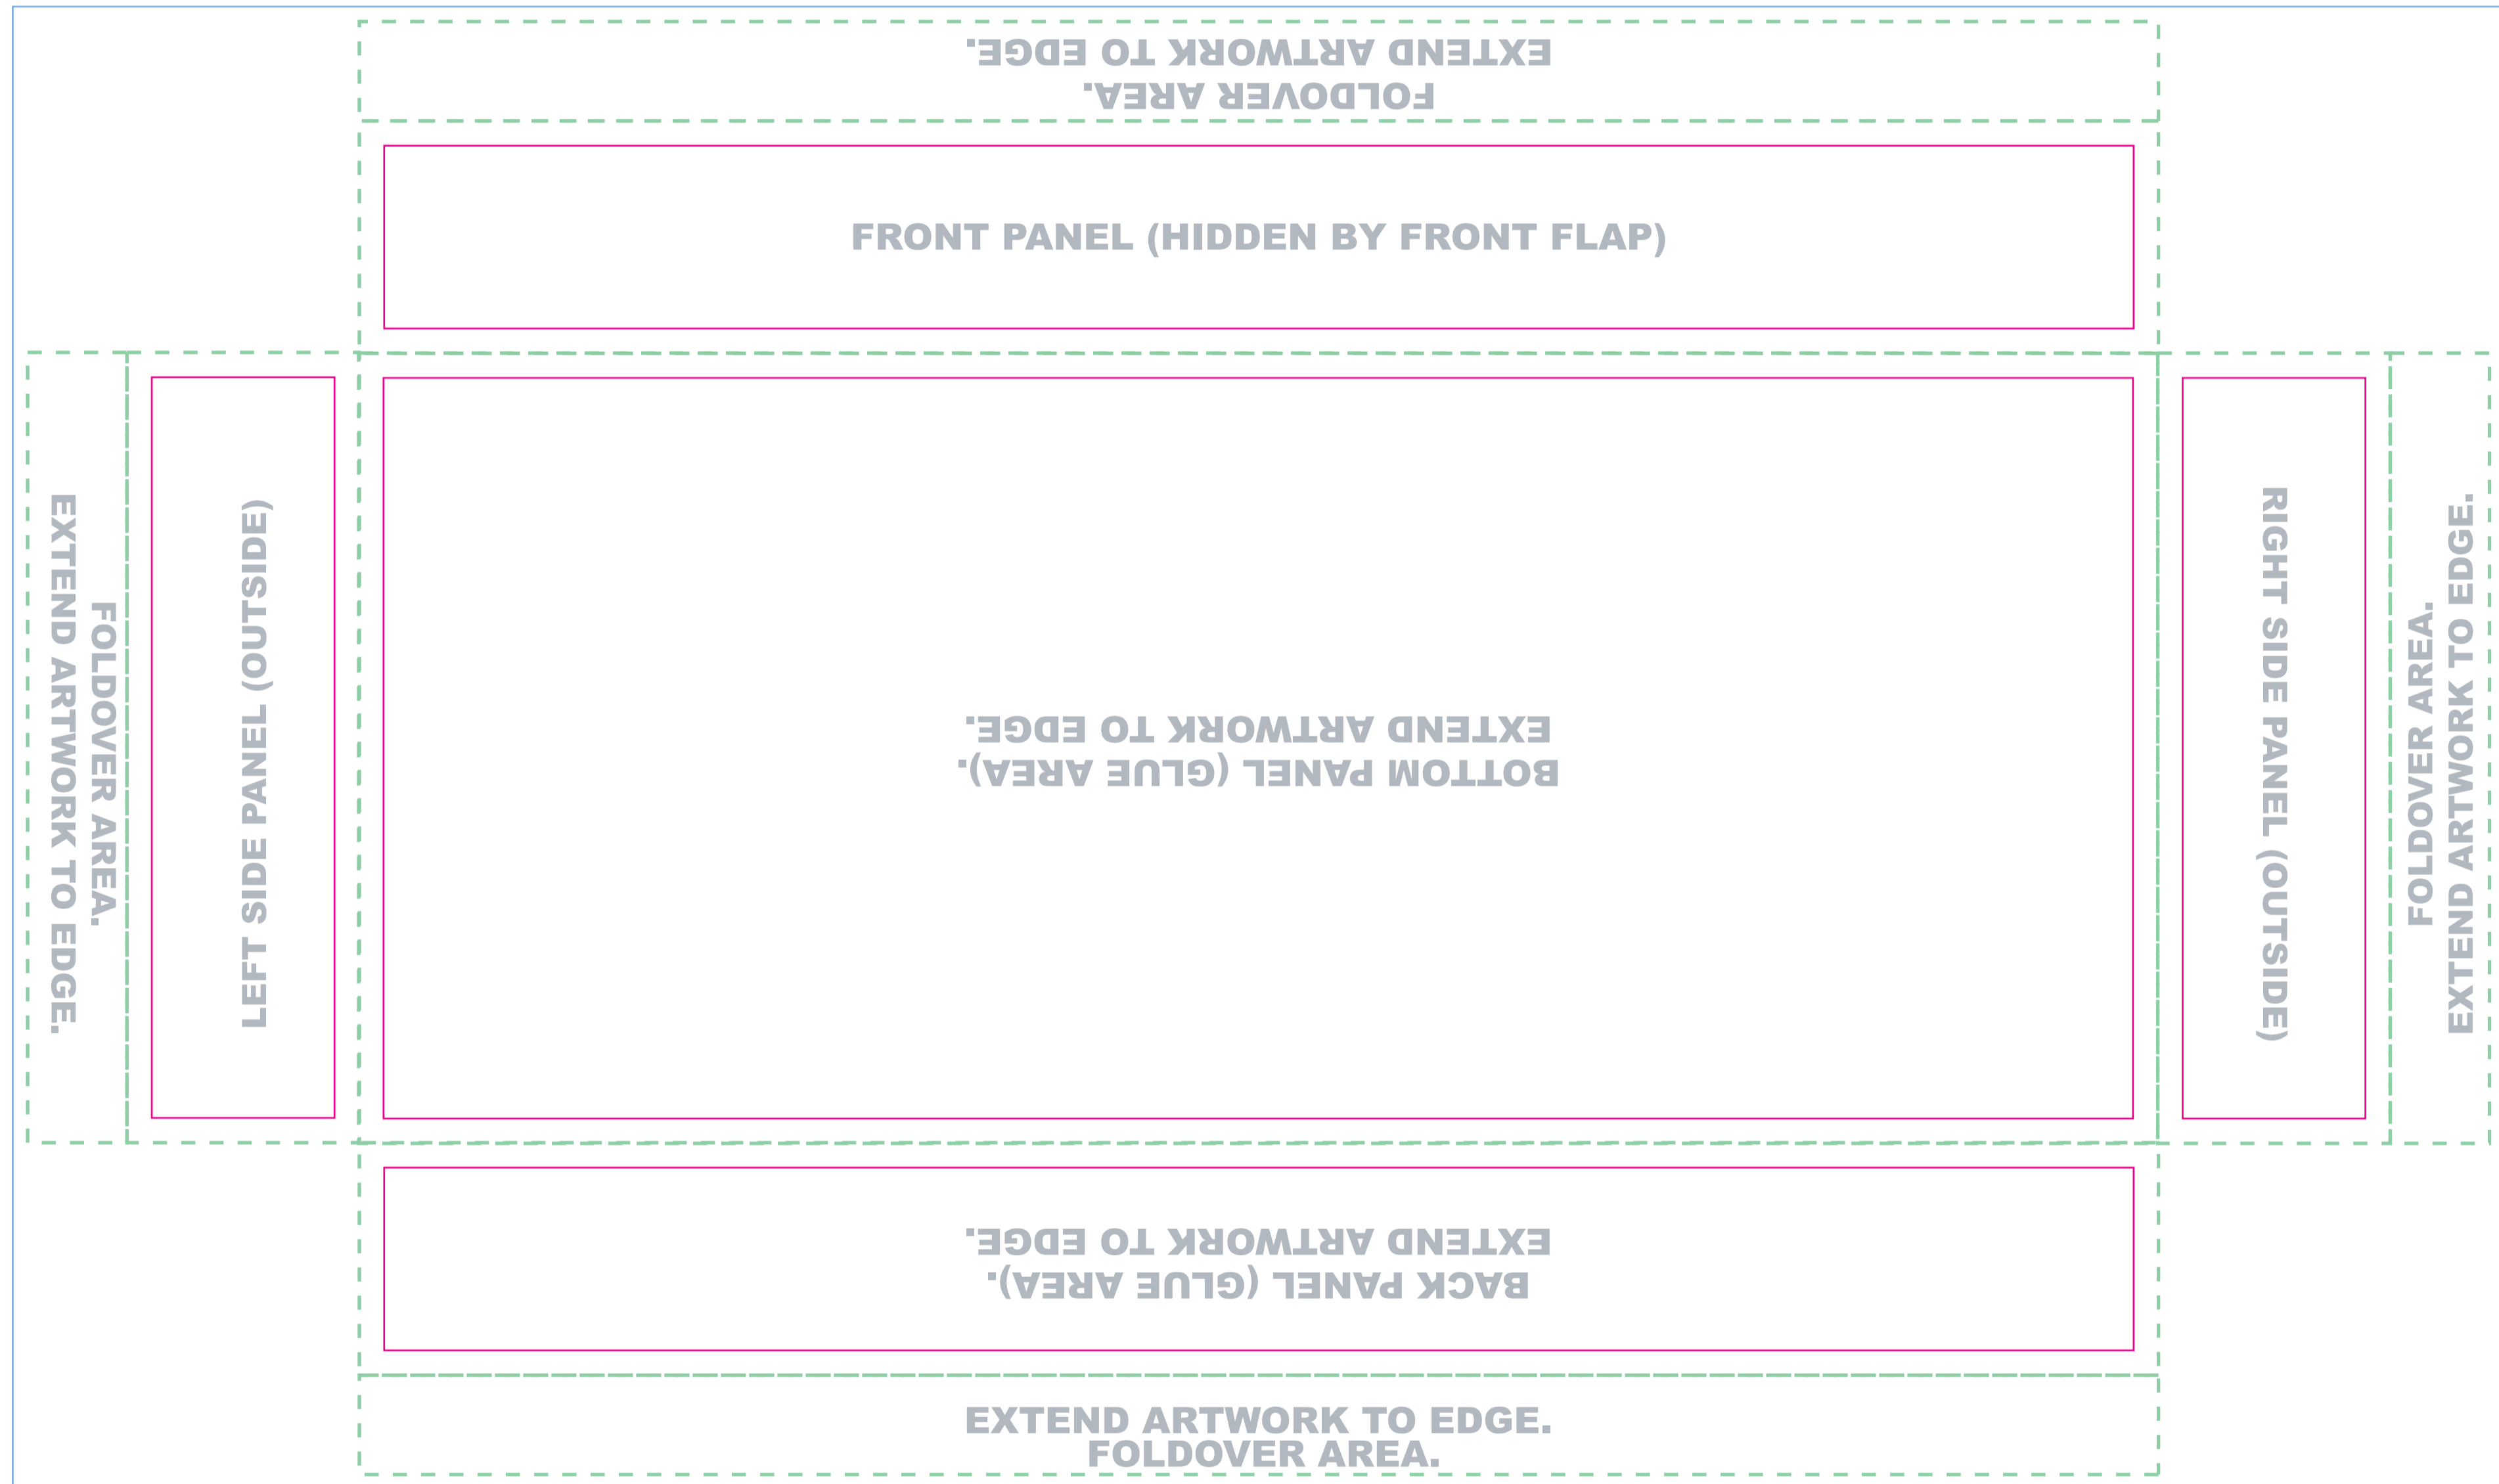 FOLDOVER AREA.
EXTEND ARTWORK TO EDGE.
FRONT PANEL (HIDDEN BY FRONT FLAP)
FOLDOVER AREA.
EXTEND ARTWORK TO EDGE.
LEFT SIDE PANEL (OUTSIDE)
BOTTOM PANEL (GLUE AREA).
EXTEND ARTWORK TO EDGE.
RIGHT SIDE PANEL (OUTSIDE)
FOLDOVER AREA.
EXTEND ARTWORK TO EDGE.
BACK PANEL (GLUE AREA).
EXTEND ARTWORK TO EDGE.
EXTEND ARTWORK TO EDGE.
FOLDOVER AREA.